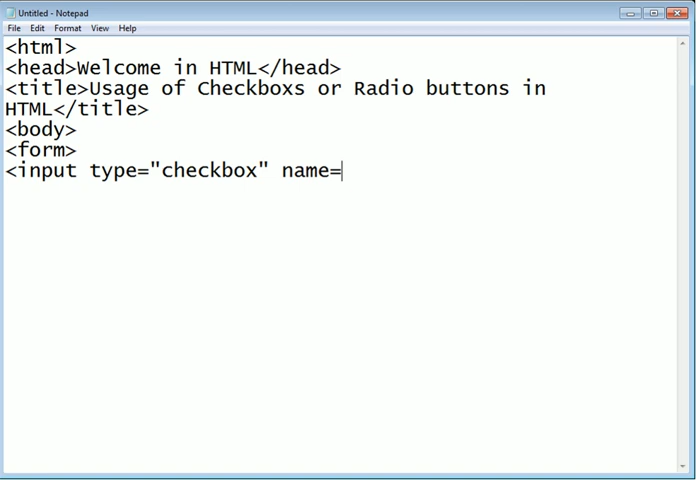 Untitled - Notepad
File Edit Format View Help
<html>
<head>Welcome in HTML</head>
<title>Usage of Checkboxs or Radio buttons in
HTML</title>
<body>
<form>
<input type="checkbox" name=